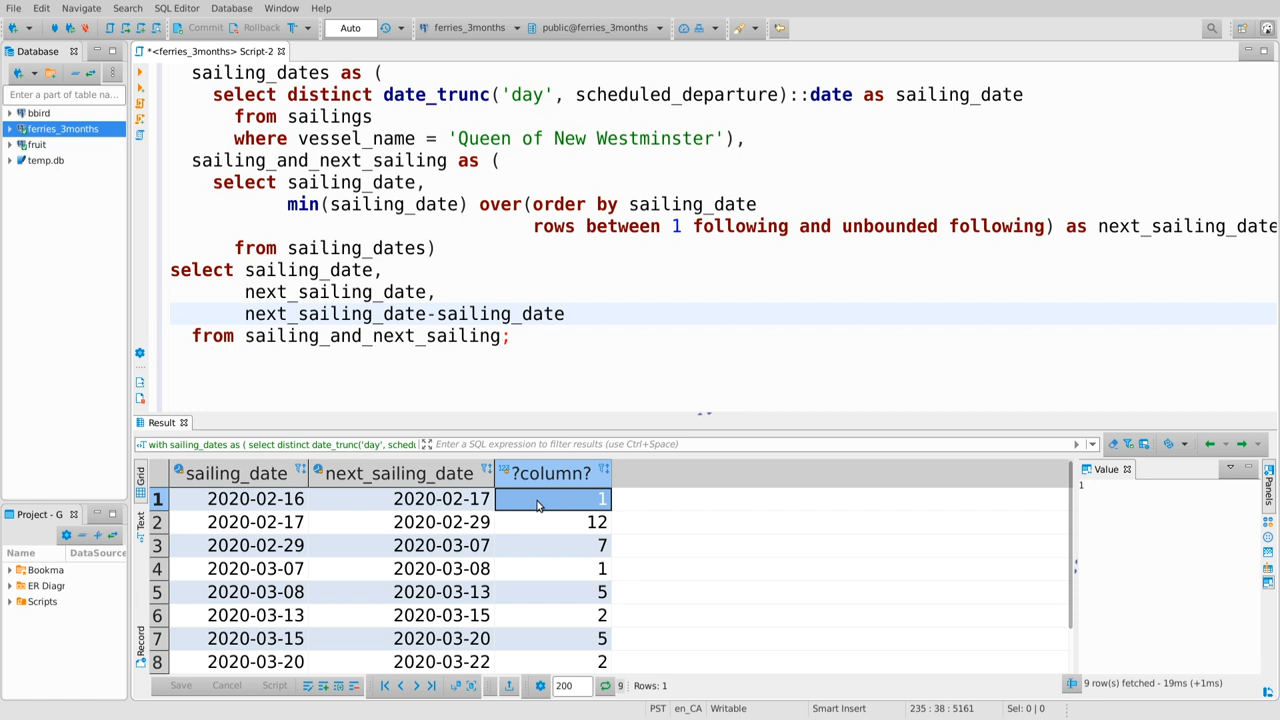 File Edit Navigate Search SQL Editor Database Window Help
Commit Rollback Auto ferries_3months public@ferries_3months
Database
Enter a part of table na...
bbird
ferries_3months
fruit
temp.db
Project - G
Name DataSource
Bookma
ER Diagr
Scripts
*<ferries_3months> Script-2
sailing_dates as (
select distinct date_trunc('day', scheduled_departure)::date as sailing_date
from sailings
where vessel_name = 'Queen of New Westminster'),
sailing_and_next_sailing as (
select sailing_date,
min(sailing_date) over(order by sailing_date
rows between 1 following and unbounded following) as next_sailing_date
from sailing_dates)
select sailing_date,
next_sailing_date,
next_sailing_date-sailing_date
from sailing_and_next_sailing;
Result
with sailing_dates as ( select distinct date_trunc('day', schedu Enter a SQL expression to filter results (use Ctrl+Space)
Grid
Text
Record
sailing_date next_sailing_date ?column?
1 2020-02-16 2020-02-17 1
2 2020-02-17 2020-02-29 12
3 2020-02-29 2020-03-07 7
4 2020-03-07 2020-03-08 1
5 2020-03-08 2020-03-13 5
6 2020-03-13 2020-03-15 2
7 2020-03-15 2020-03-20 5
8 2020-03-20 2020-03-22 2
Value
1
Panels
Save Cancel Script 200 9 Rows: 1 9 row(s) fetched - 19ms (+1ms)
PST en_CA Writable Smart Insert 235 : 38 : 5161 Sel: 0 | 0